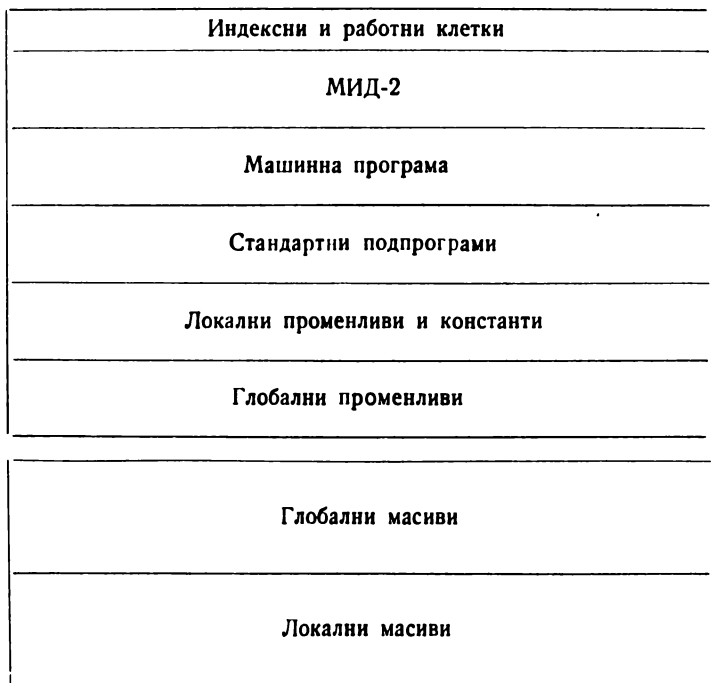 Индексни и работни клетки
МИД-2
Машинна програма
Стандартни подпрограми
Локални променливи и константи
Глобални променливи
Глобални масиви
Локални масиви